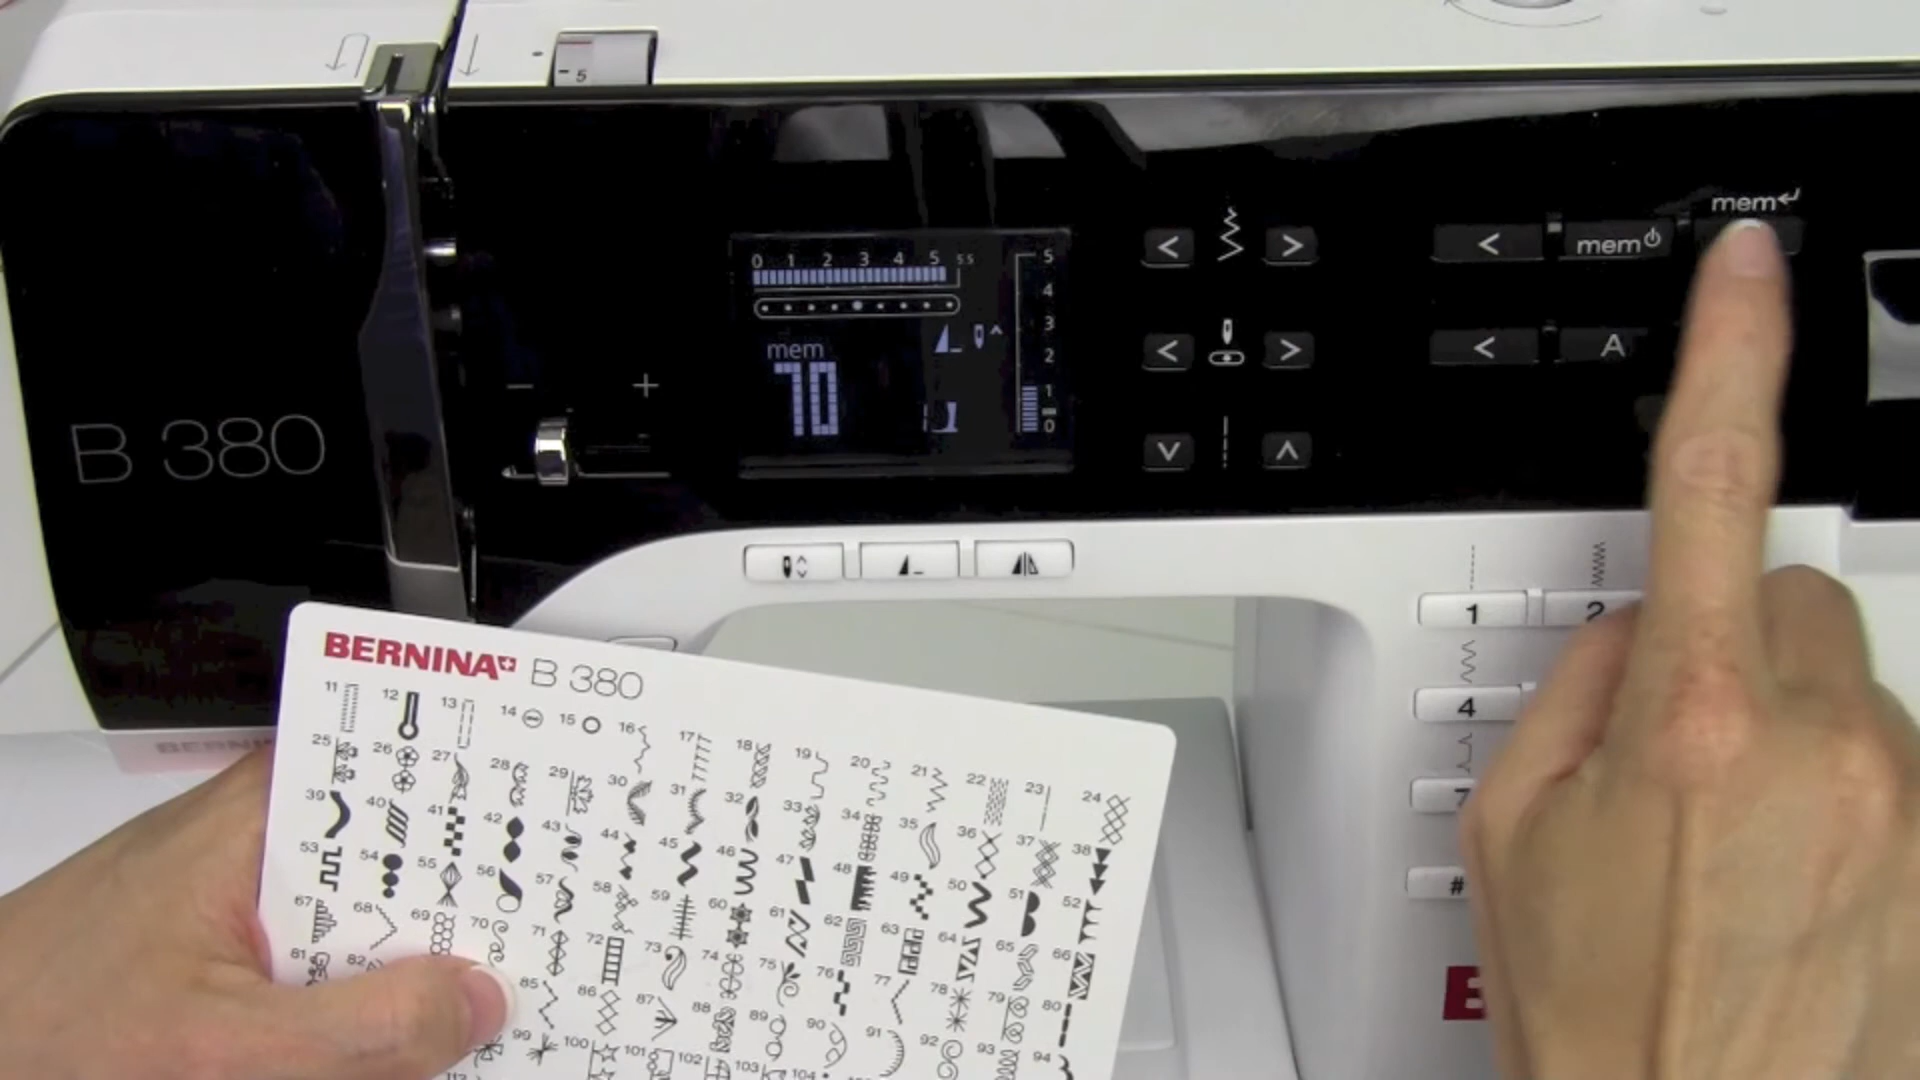 5
mem↵
< > < mem
0 1 2 3 4 5 5.5
5
4
3
2
1
0
mem
70
< > < A
− +
B 380
1 2
4
7
#
BERNINA B 380
11 12 13 14 15 16 17 18 19 20 21 22 23 24
25 26 27 28 29 30 31 32 33 34 35 36 37 38
39 40 41 42 43 44 45 46 47 48 49 50 51 52
53 54 55 56 57 58 59 60 61 62 63 64 65 66
67 68 69 70 71 72 73 74 75 76 77 78 79 80
81 82 85 86 87 88 89 90 91 92 93 94
99 100 101 102 103 104
113